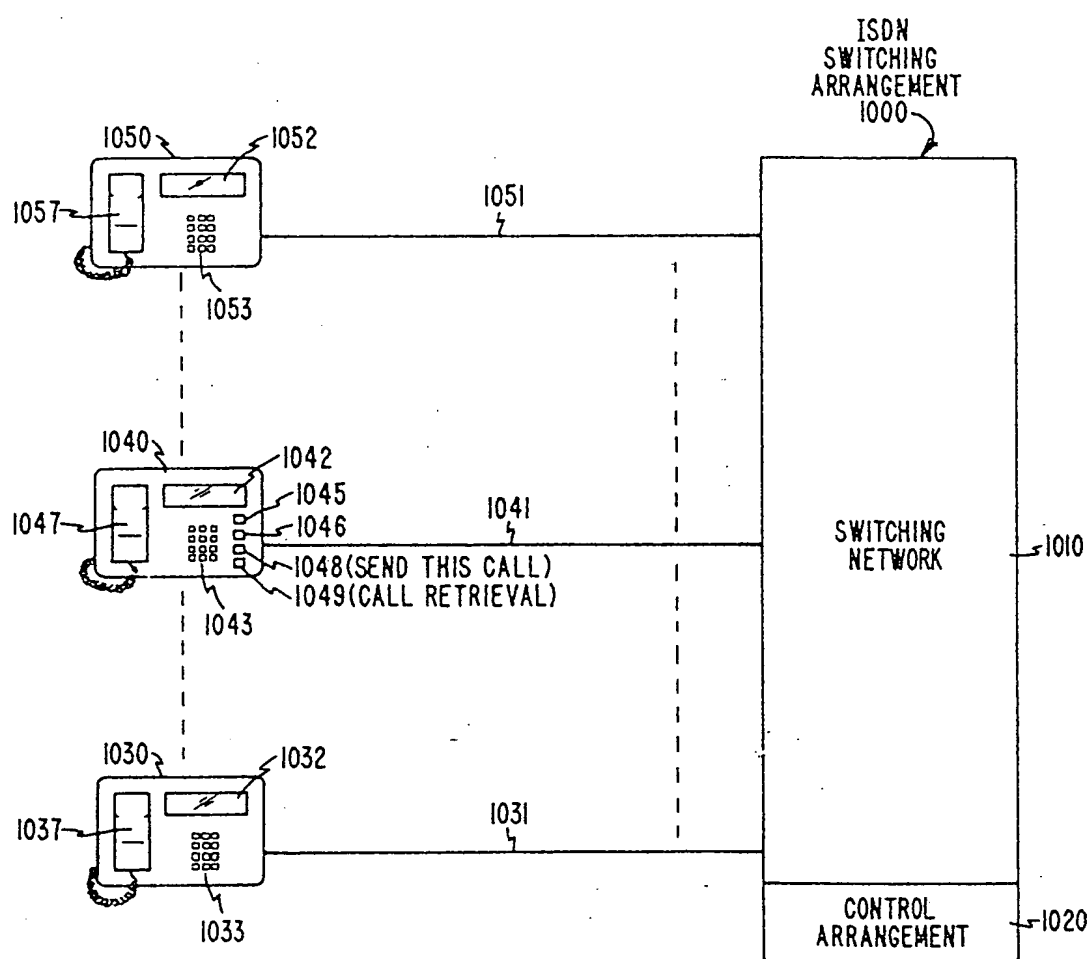 ISDN
SWITCHING
ARRANGEMENT
1000
1050
1052
1057
1051
1053
1040
1042
1045
1047
1046
1041
1048(SEND THIS CALL)
1049(CALL RETRIEVAL)
1043
SWITCHING
NETWORK
1010
1030
1032
1037
1031
1033
CONTROL
ARRANGEMENT
1020